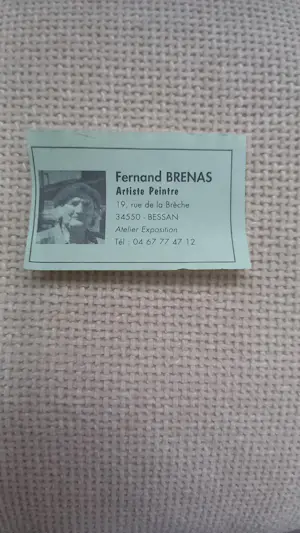 Fernand BRENAS
Artiste Peintre
19, rue de la Brèche
34550 - BESSAN
Atelier Exposition
Tél : 04 67 77 47 12